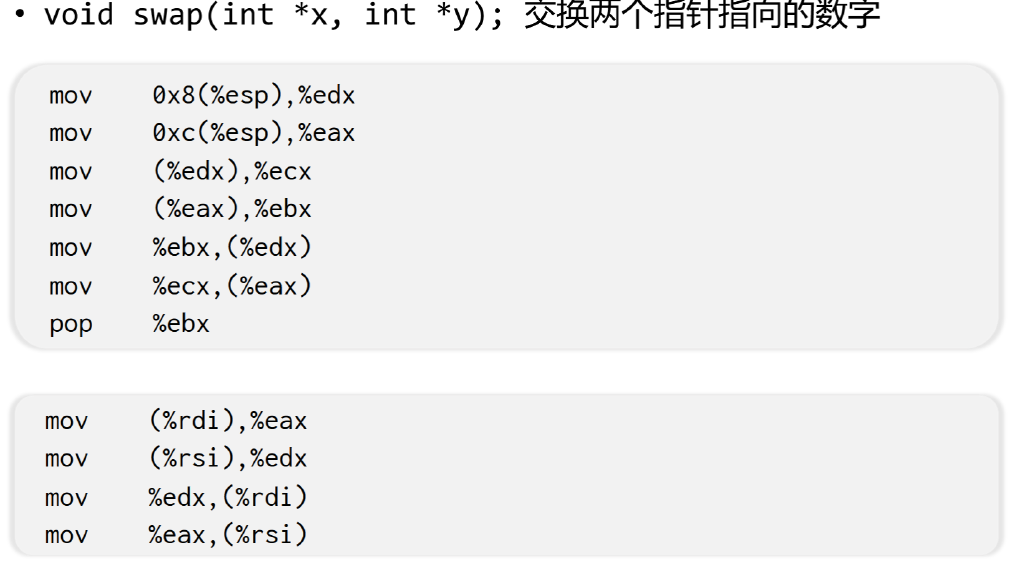 • void swap(int *x, int *y); 交换两个指针指向的数字
mov 0x8(%esp),%edx
mov 0xc(%esp),%eax
mov (%edx),%ecx
mov (%eax),%ebx
mov %ebx,(%edx)
mov %ecx,(%eax)
pop %ebx
mov (%rdi),%eax
mov (%rsi),%edx
mov %edx,(%rdi)
mov %eax,(%rsi)